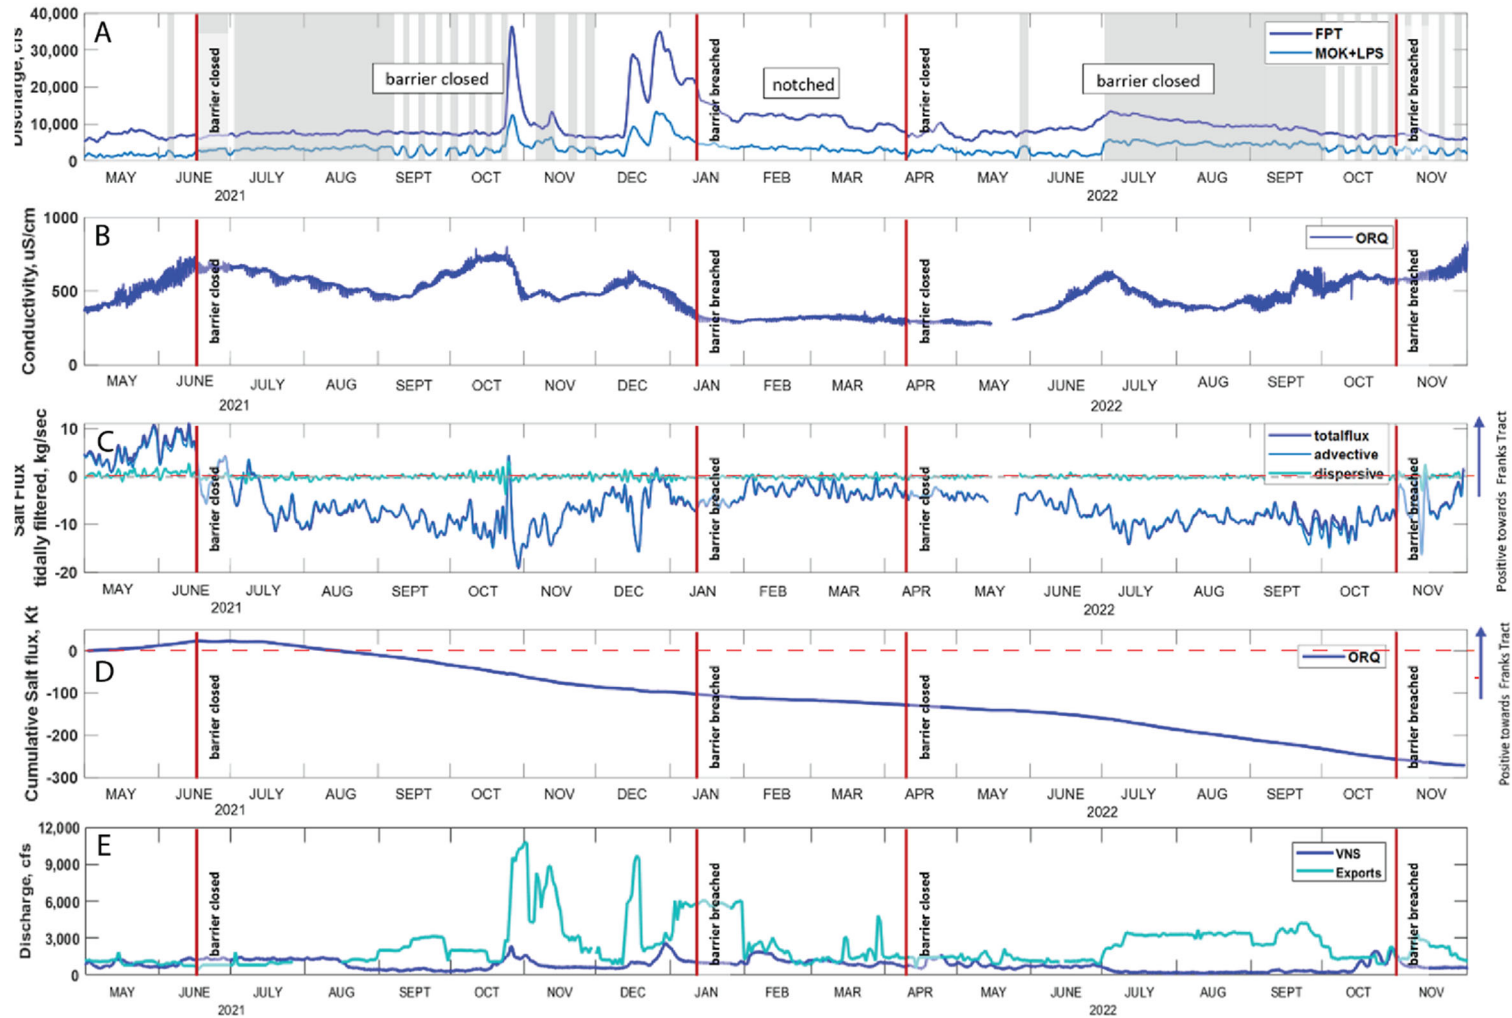 A
Discharge, cfs
40,000
30,000
20,000
10,000
0
FPT
MOK+LPS
barrier closed
barrier closed
barrier breached
notched
barrier closed
barrier closed
barrier breached
MAY JUNE JULY AUG SEPT OCT NOV DEC JAN FEB MAR APR MAY JUNE JULY AUG SEPT OCT NOV
2021 2022
B
Conductivity, uS/cm
1000
500
0
ORQ
barrier closed
barrier breached
barrier closed
barrier breached
MAY JUNE JULY AUG SEPT OCT NOV DEC JAN FEB MAR APR MAY JUNE JULY AUG SEPT OCT NOV
2021 2022
C
Salt Flux
tidally filtered, kg/sec
10
0
-10
-20
totalflux
advective
dispersive
barrier closed
barrier breached
barrier closed
barrier breached
Positive towards Franks Tract
MAY JUNE JULY AUG SEPT OCT NOV DEC JAN FEB MAR APR MAY JUNE JULY AUG SEPT OCT NOV
2021 2022
D
Cumulative Salt flux, Kt
0
-100
-200
-300
ORQ
barrier closed
barrier breached
barrier closed
barrier breached
Positive towards Franks Tract
MAY JUNE JULY AUG SEPT OCT NOV DEC JAN FEB MAR APR MAY JUNE JULY AUG SEPT OCT NOV
2021 2022
E
Discharge, cfs
12,000
9,000
6,000
3,000
0
VNS
Exports
barrier closed
barrier breached
barrier closed
barrier breached
MAY JUNE JULY AUG SEPT OCT NOV DEC JAN FEB MAR APR MAY JUNE JULY AUG SEPT OCT NOV
2021 2022